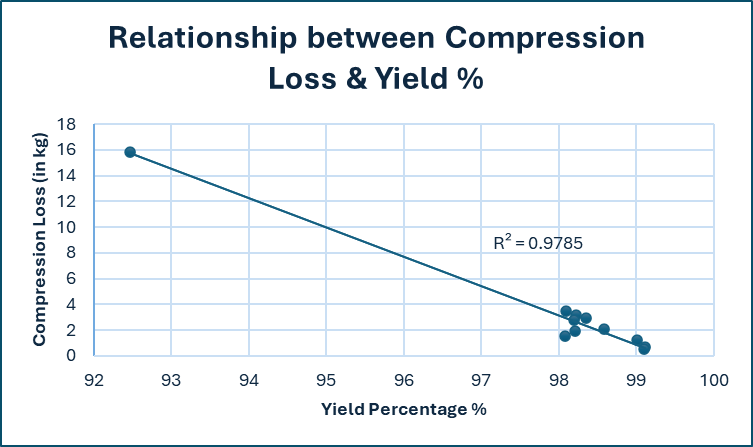 Relationship between Compression
Loss & Yield %
Compression Loss (in kg)
18
16
14
12
10
8
6
4
2
0
R² = 0.9785
92 93 94 95 96 97 98 99 100
Yield Percentage %